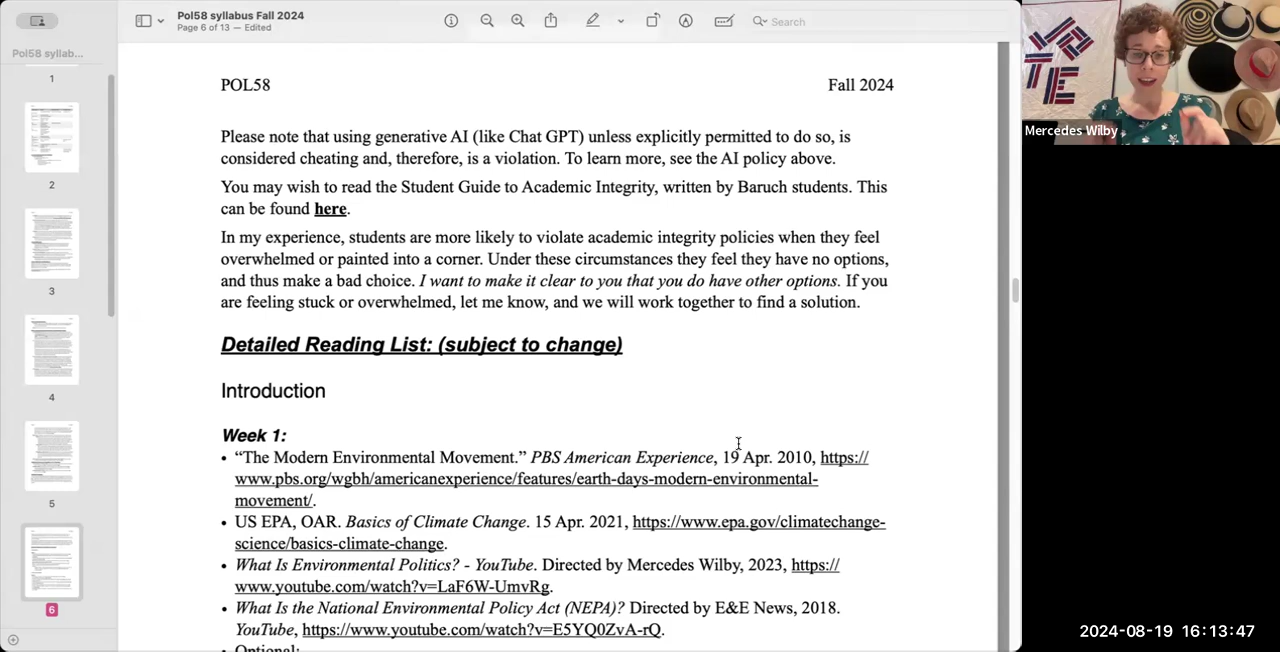 Pol58 syllabus Fall 2024
Page 6 of 13 — Edited
Search
Pol58 syllab...
1
2
3
4
5
6
POL58
Fall 2024
Please note that using generative AI (like Chat GPT) unless explicitly permitted to do so, is
considered cheating and, therefore, is a violation. To learn more, see the AI policy above.
You may wish to read the Student Guide to Academic Integrity, written by Baruch students. This
can be found here.
In my experience, students are more likely to violate academic integrity policies when they feel
overwhelmed or painted into a corner. Under these circumstances they feel they have no options,
and thus make a bad choice. I want to make it clear to you that you do have other options. If you
are feeling stuck or overwhelmed, let me know, and we will work together to find a solution.
Detailed Reading List: (subject to change)
Introduction
Week 1:
• “The Modern Environmental Movement.” PBS American Experience, 19 Apr. 2010, https://
www.pbs.org/wgbh/americanexperience/features/earth-days-modern-environmental-
movement/.
• US EPA, OAR. Basics of Climate Change. 15 Apr. 2021, https://www.epa.gov/climatechange-
science/basics-climate-change.
• What Is Environmental Politics? - YouTube. Directed by Mercedes Wilby, 2023, https://
www.youtube.com/watch?v=LaF6W-UmvRg.
• What Is the National Environmental Policy Act (NEPA)? Directed by E&E News, 2018.
YouTube, https://www.youtube.com/watch?v=E5YQ0ZvA-rQ.
• Optional:
VOTE
Mercedes Wilby
2024-08-19 16:13:47